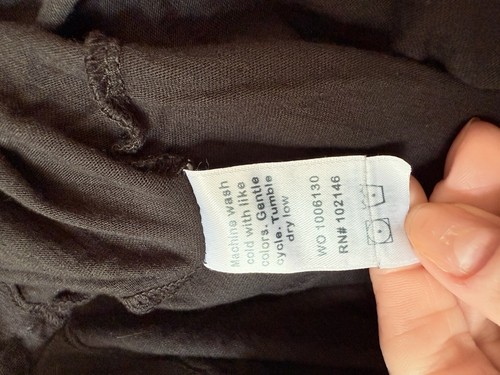 Machine wash
cold with like
colors. Gentle
cycle. Tumble
dry low
WO 1006130
RN# 102146